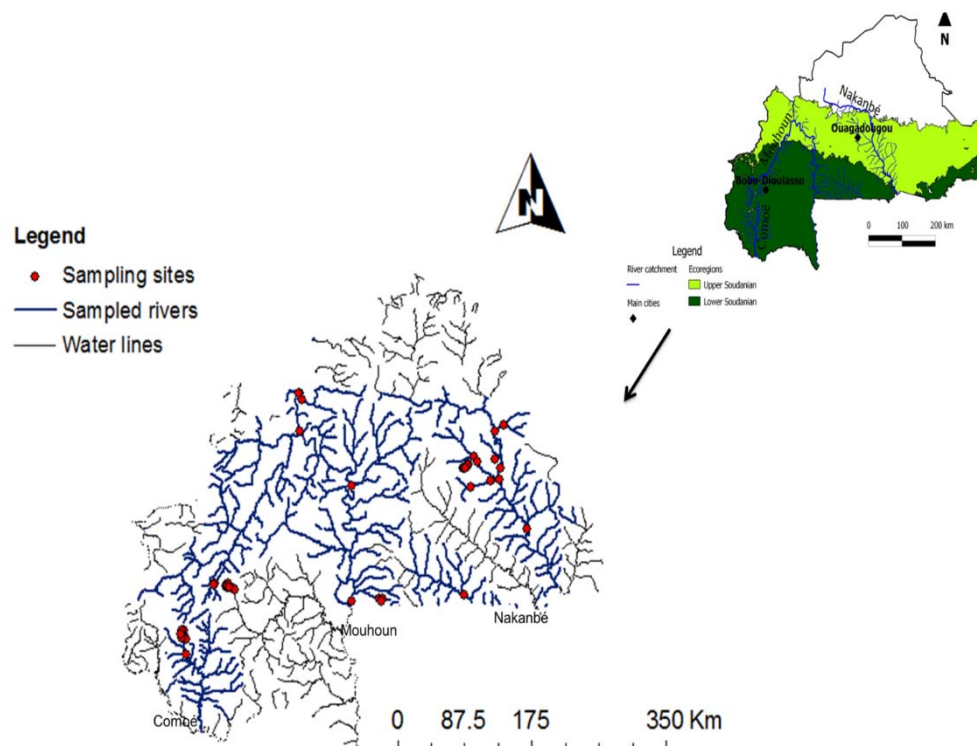 N
Nakanbé
Ouagadougou
Mouhoun
Bobo-Dioulasso
Comoé
0 100 200 km
Legend
River catchment
Ecoregions
Upper Soudanian
Main cities
Lower Soudanian
N
Legend
Sampling sites
Sampled rivers
Water lines
Mouhoun
Nakanbé
Comoé
0 87.5 175 350 Km